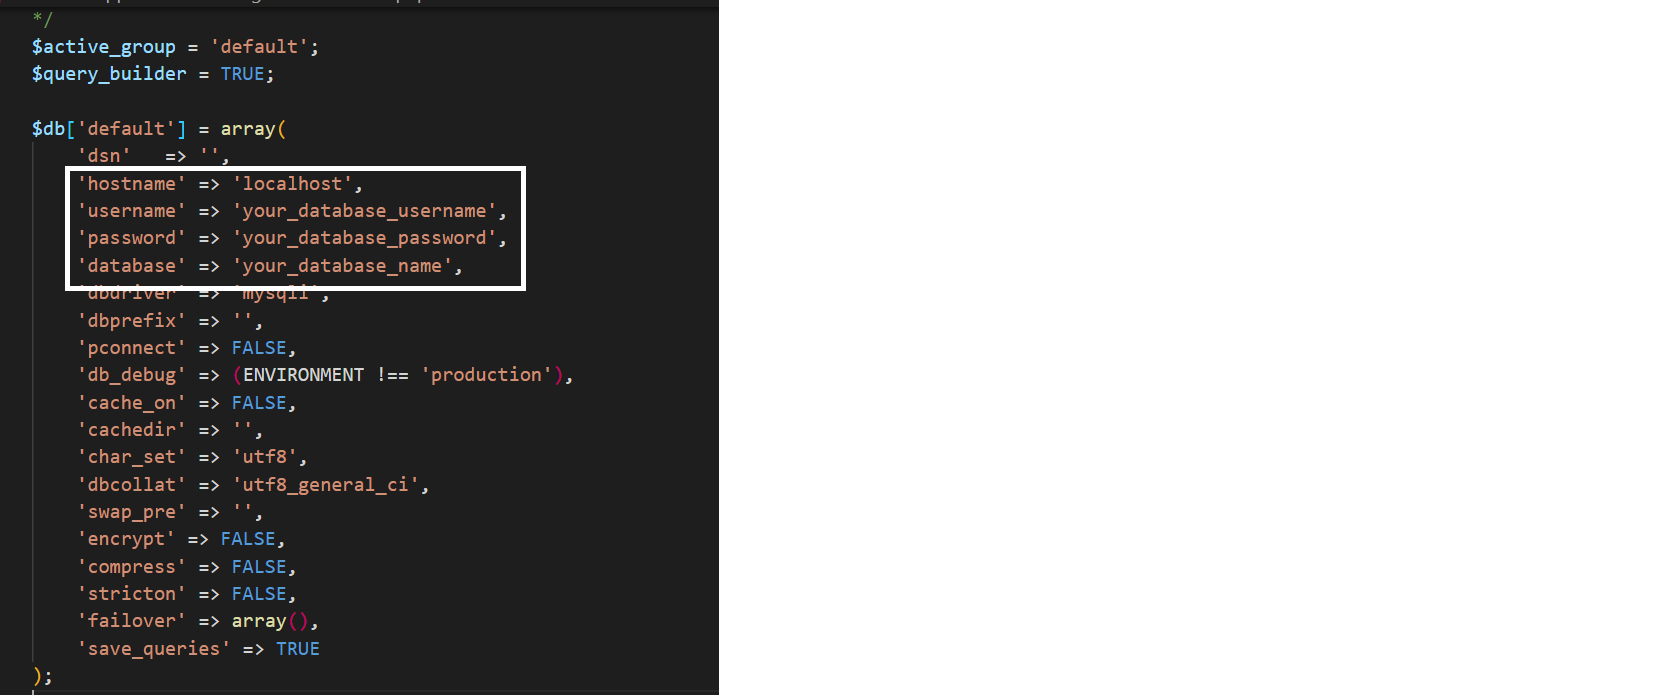 */
$active_group = 'default';
$query_builder = TRUE;
$db['default'] = array(
'dsn' => '',
'hostname' => 'localhost',
'username' => 'your_database_username',
'password' => 'your_database_password',
'database' => 'your_database_name',
'dbdriver' => 'mysqli',
'dbprefix' => '',
'pconnect' => FALSE,
'db_debug' => (ENVIRONMENT !== 'production'),
'cache_on' => FALSE,
'cachedir' => '',
'char_set' => 'utf8',
'dbcollat' => 'utf8_general_ci',
'swap_pre' => '',
'encrypt' => FALSE,
'compress' => FALSE,
'stricton' => FALSE,
'failover' => array(),
'save_queries' => TRUE
);